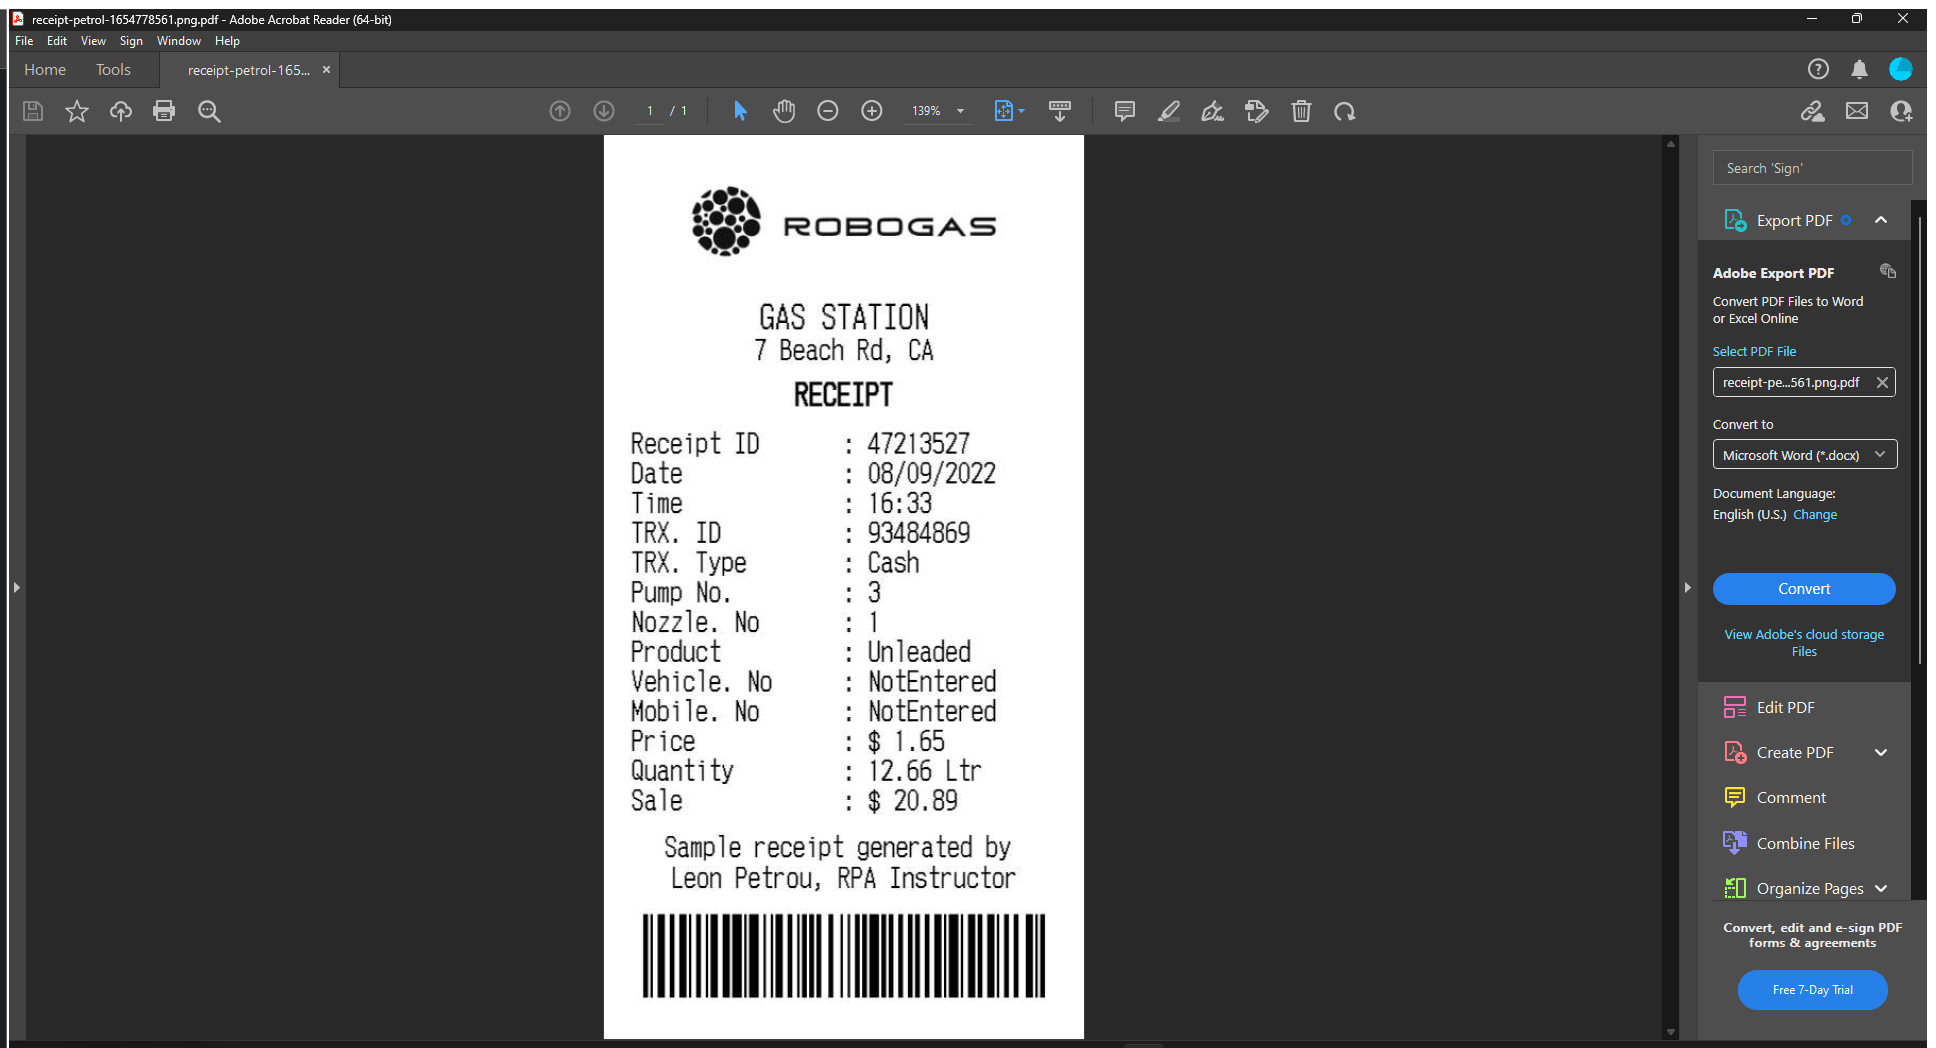 receipt-petrol-1654778561.png.pdf - Adobe Acrobat Reader (64-bit)
File Edit View Sign Window Help
Home Tools receipt-petrol-165... ×
1 / 1 139%
Search 'Sign'
Export PDF
Adobe Export PDF
Convert PDF Files to Word
or Excel Online
Select PDF File
receipt-pe...561.png.pdf
Convert to
Microsoft Word (*.docx)
Document Language:
English (U.S.) Change
Convert
View Adobe's cloud storage
Files
Edit PDF
Create PDF
Comment
Combine Files
Organize Pages
Convert, edit and e-sign PDF
forms & agreements
Free 7-Day Trial
ROBOGAS
GAS STATION
7 Beach Rd, CA
RECEIPT
Receipt ID : 47213527
Date : 08/09/2022
Time : 16:33
TRX. ID : 93484869
TRX. Type : Cash
Pump No. : 3
Nozzle. No : 1
Product : Unleaded
Vehicle. No : NotEntered
Mobile. No : NotEntered
Price : $ 1.65
Quantity : 12.66 Ltr
Sale : $ 20.89
Sample receipt generated by
Leon Petrou, RPA Instructor